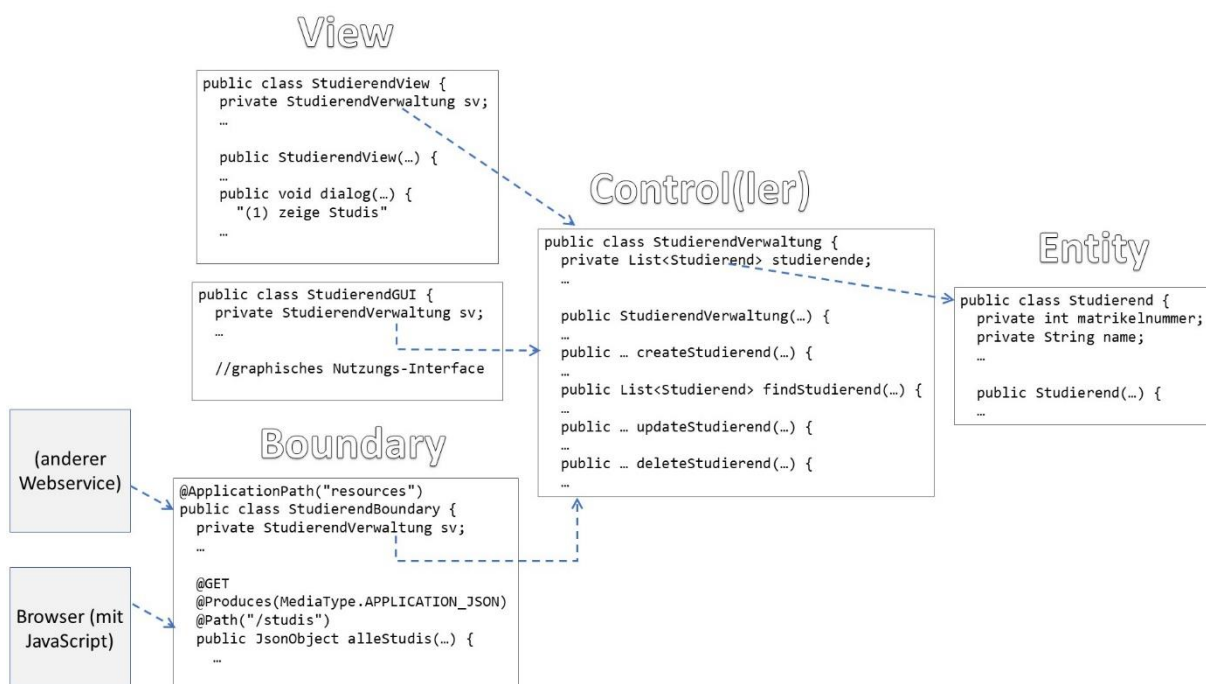 View
public class StudierendView {
private StudierendVerwaltung sv;
…
public StudierendView(…) {
…
public void dialog(…) {
"(1) zeige Studis"
…
public class StudierendGUI {
private StudierendVerwaltung sv;
…
//graphisches Nutzungs-Interface
Control(ler)
public class StudierendVerwaltung {
private List<Studierend> studierende;
…
public StudierendVerwaltung(…) {
…
public … createStudierend(…) {
…
public List<Studierend> findStudierend(…) {
…
public … updateStudierend(…) {
…
public … deleteStudierend(…) {
…
Entity
public class Studierend {
private int matrikelnummer;
private String name;
…
public Studierend(…) {
…
(anderer
Webservice)
Browser (mit
JavaScript)
Boundary
@ApplicationPath("resources")
public class StudierendBoundary {
private StudierendVerwaltung sv;
…
@GET
@Produces(MediaType.APPLICATION_JSON)
@Path("/studis")
public JsonObject alleStudis(…) {
…